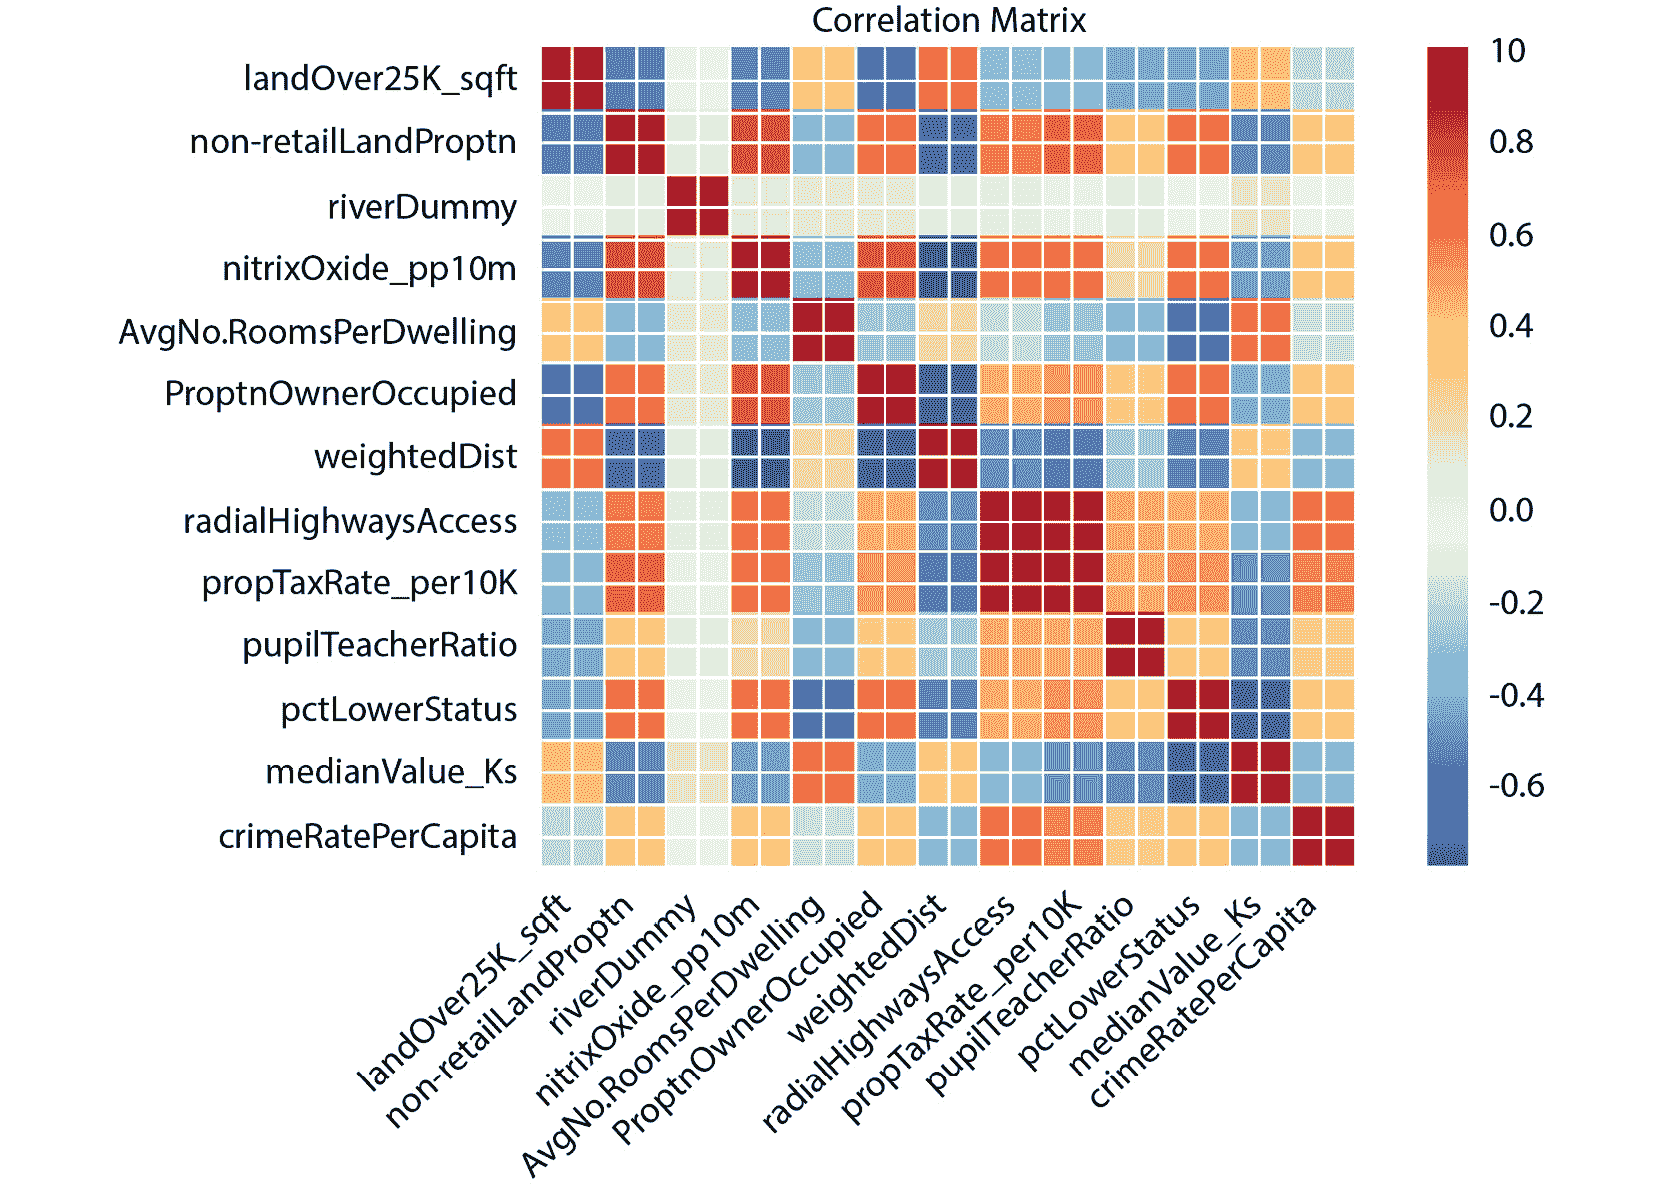 Correlation Matrix
landOver25K_sqft
non-retailLandProptn
riverDummy
nitrixOxide_pp10m
AvgNo.RoomsPerDwelling
ProptnOwnerOccupied
weightedDist
radialHighwaysAccess
propTaxRate_per10K
pupilTeacherRatio
pctLowerStatus
medianValue_Ks
crimeRatePerCapita
10
0.8
0.6
0.4
0.2
0.0
-0.2
-0.4
-0.6
landOver25K_sqft
non-retailLandProptn
riverDummy
nitrixOxide_pp10m
AvgNo.RoomsPerDwelling
ProptnOwnerOccupied
weightedDist
radialHighwaysAccess
propTaxRate_per10K
pupilTeacherRatio
pctLowerStatus
medianValue_Ks
crimeRatePerCapita